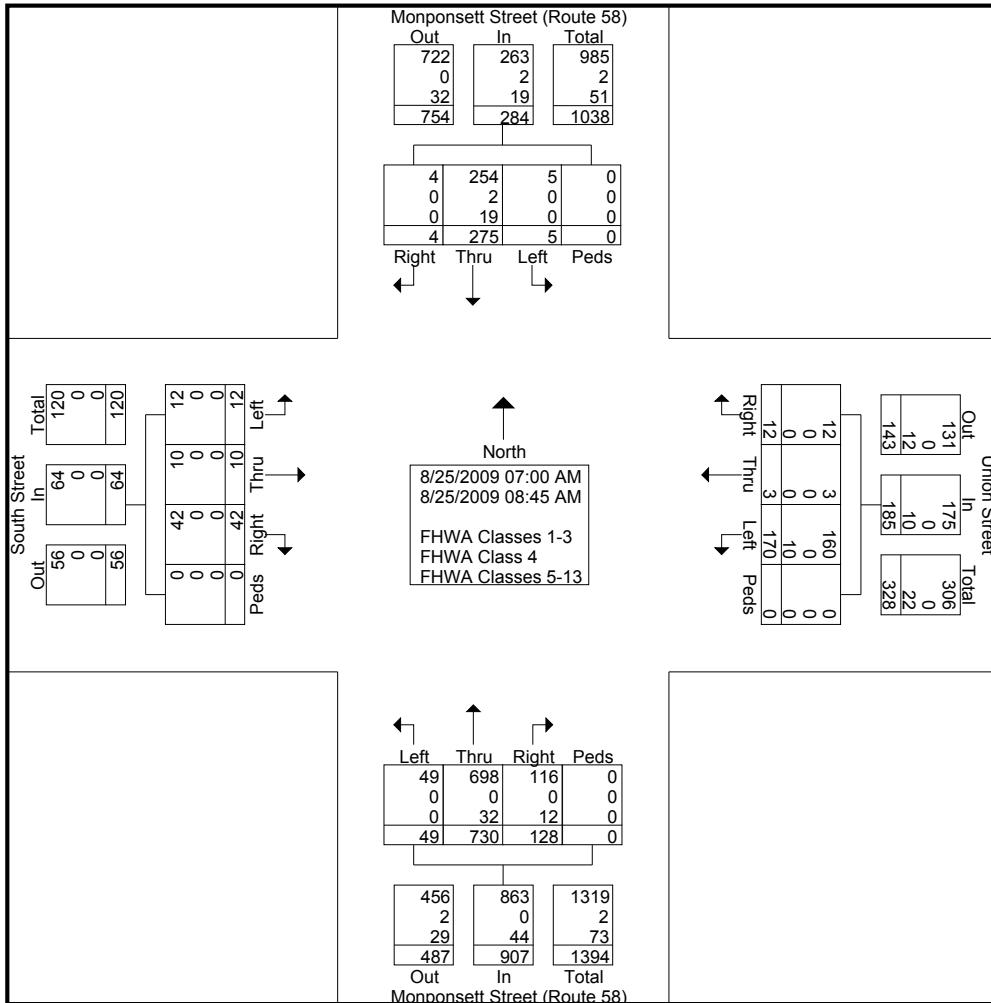 Monponsett Street (Route 58)
Out In Total
722 263 985
0 2 2
32 19 51
754 284 1038
4 254 5 0
0 2 0 0
0 19 0 0
4 275 5 0
Right Thru Left Peds
South Street
Total
120
0
0
120
In
64
0
0
64
Out
56
0
0
56
12 0 0 12 Left
10 0 0 10 Thru
42 0 0 42 Right
0 0 0 0 Peds
North
8/25/2009 07:00 AM
8/25/2009 08:45 AM
FHWA Classes 1-3
FHWA Class 4
FHWA Classes 5-13
Right 12 0 0 12
Thru 3 0 0 3
Left 160 0 10 170
Peds 0 0 0 0
Union Street
Out
131
0
12
143
In
175
0
10
185
Total
306
0
22
328
Left Thru Right Peds
49 698 116 0
0 0 0 0
0 32 12 0
49 730 128 0
456 863 1319
2 0 2
29 44 73
487 907 1394
Out In Total
Monponsett Street (Route 58)